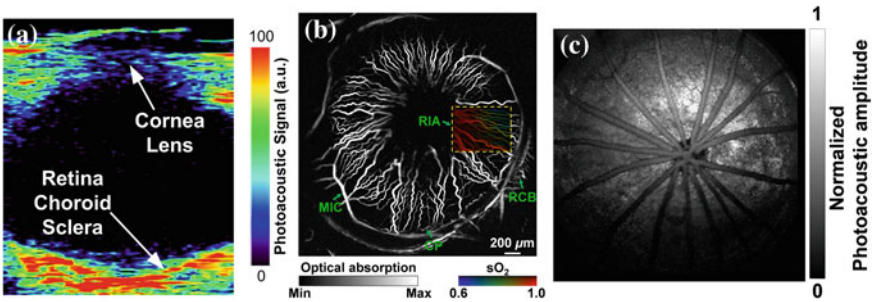 (a)
Cornea
Lens
Retina
Choroid
Sclera
100
Photoacoustic Signal (a.u.)
0
(b)
RIA
MIC
RCB
CP
200 µm
Optical absorption
Min Max
sO2
0.6 1.0
(c)
1
Normalized
Photoacoustic amplitude
0